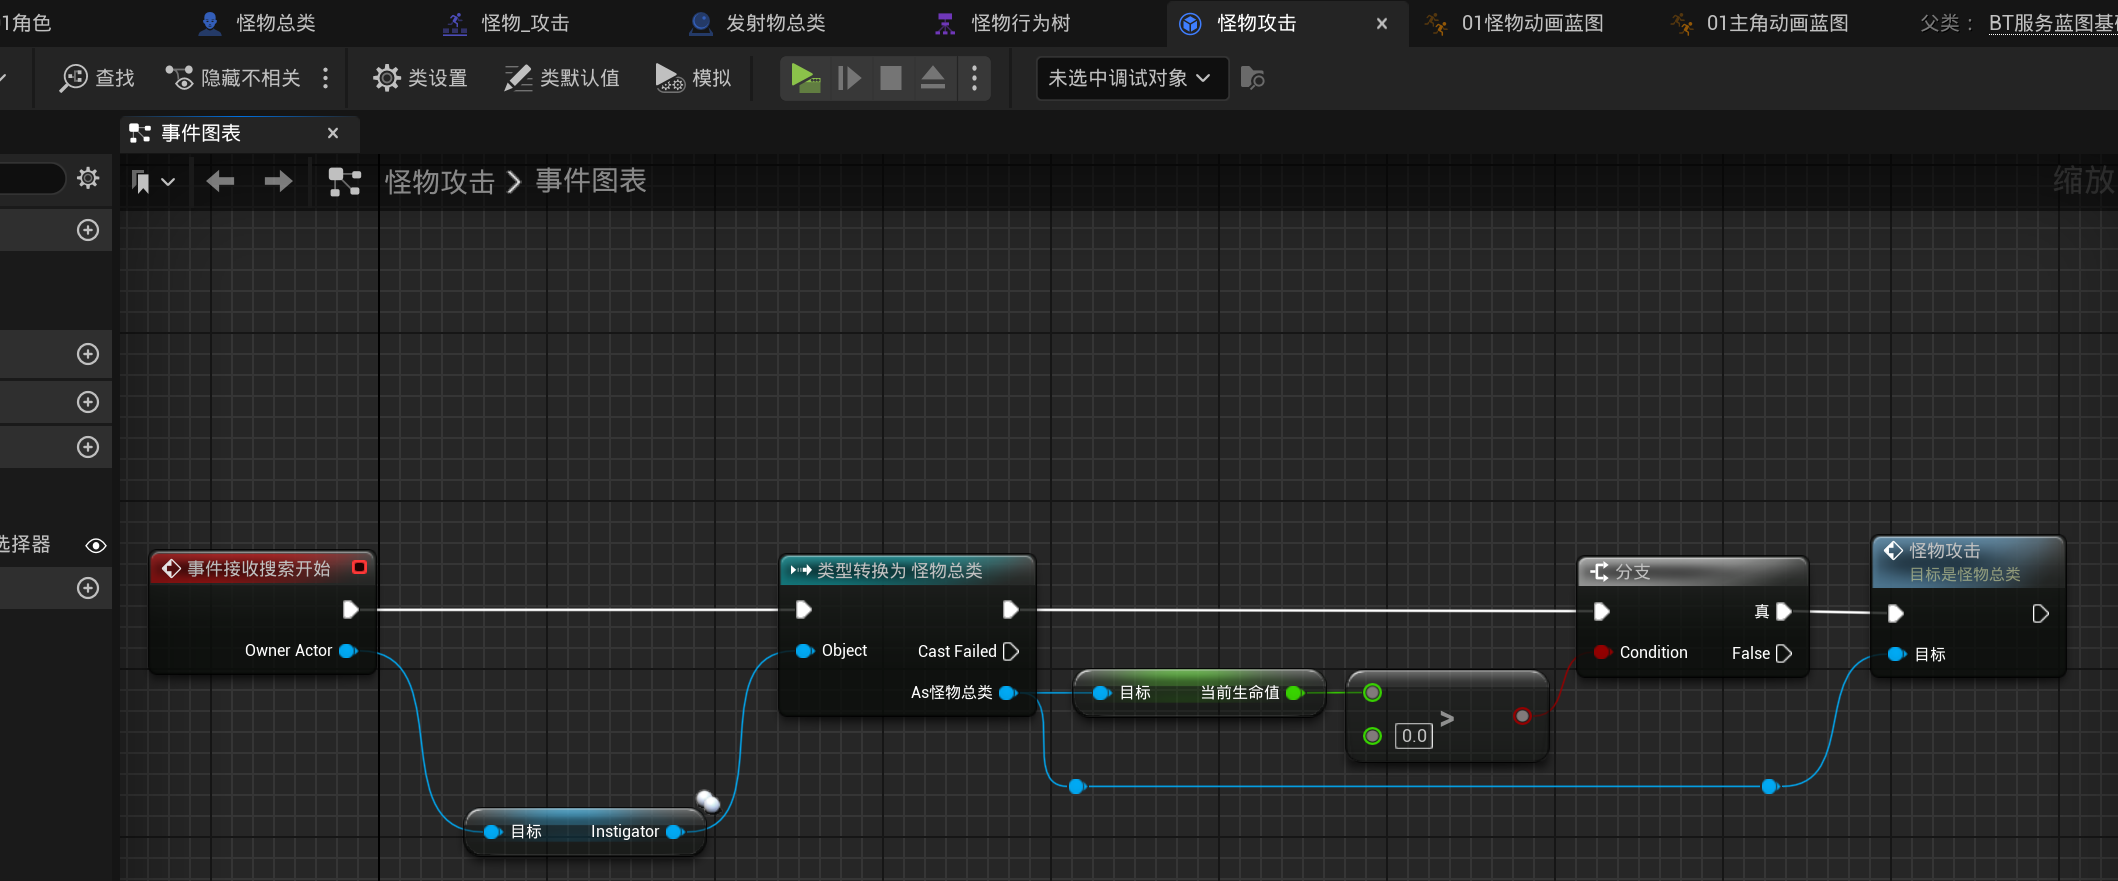 01角色
怪物总类
怪物_攻击
发射物总类
怪物行为树
怪物攻击
01怪物动画蓝图
01主角动画蓝图
父类：
BT服务蓝图基
查找
隐藏不相关
类设置
类默认值
模拟
未选中调试对象
事件图表
怪物攻击
事件图表
缩放
选择器
事件接收搜索开始
Owner Actor
目标 Instigator
类型转换为 怪物总类
Object
Cast Failed
As怪物总类
目标 当前生命值
>
0.0
分支
真
Condition
False
怪物攻击
目标是怪物总类
目标